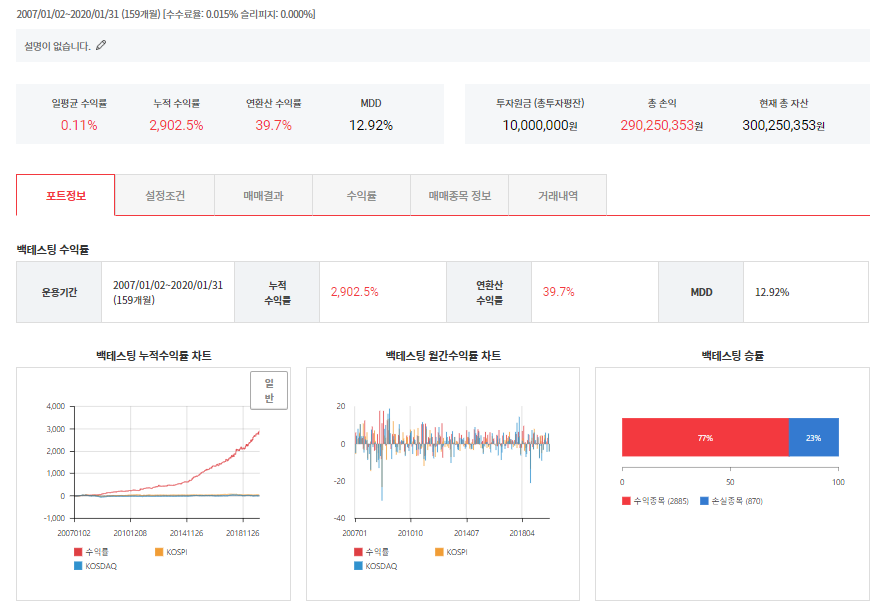 2007/01/02~2020/01/31 (159개월) [수수료율: 0.015% 슬리피지: 0.000%]
설명이 없습니다.
일평균 수익률 누적 수익률 연환산 수익률 MDD
0.11% 2,902.5% 39.7% 12.92%
투자원금 (총투자평잔) 총 손익 현재 총 자산
10,000,000원 290,250,353원 300,250,353원
포트정보 설정조건 매매결과 수익률 매매종목 정보 거래내역
백테스팅 수익률
운용기간
2007/01/02~2020/01/31
(159개월)
누적
수익률
2,902.5%
연환산
수익률
39.7%
MDD
12.92%
백테스팅 누적수익률 차트
일
반
4,000
3,000
2,000
1,000
0
-1,000
20070102 20101208 20141126 20181126
수익률 KOSPI
KOSDAQ
백테스팅 월간수익률 차트
20
0
-20
-40
200701 201010 201407 201804
수익률 KOSPI
KOSDAQ
백테스팅 승률
77% 23%
0 50 100
수익종목 (2885) 손실종목 (870)